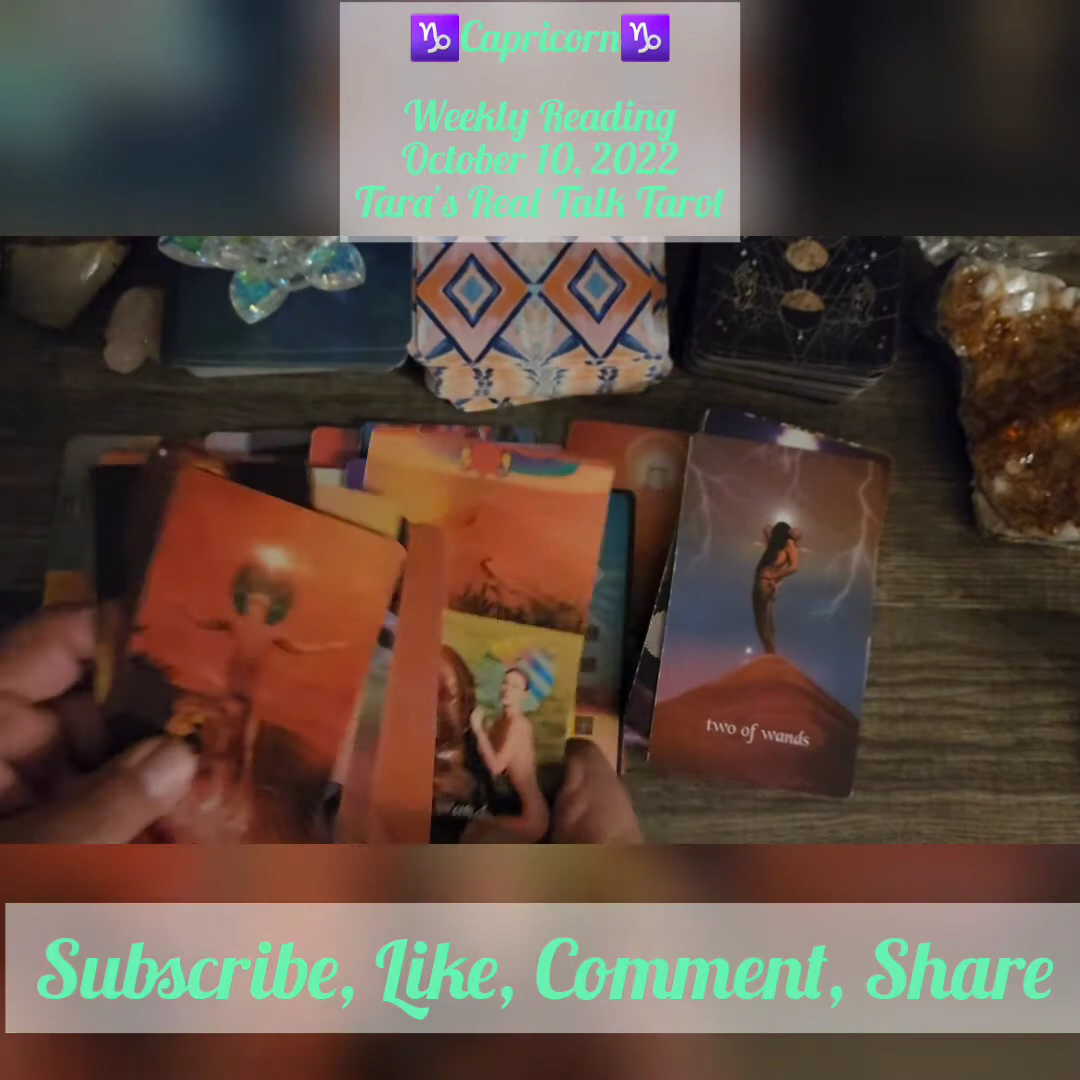 ♑Capricorn♑
Weekly Reading
October 10, 2022
Tara's Real Talk Tarot
two of wands
Subscribe, Like, Comment, Share